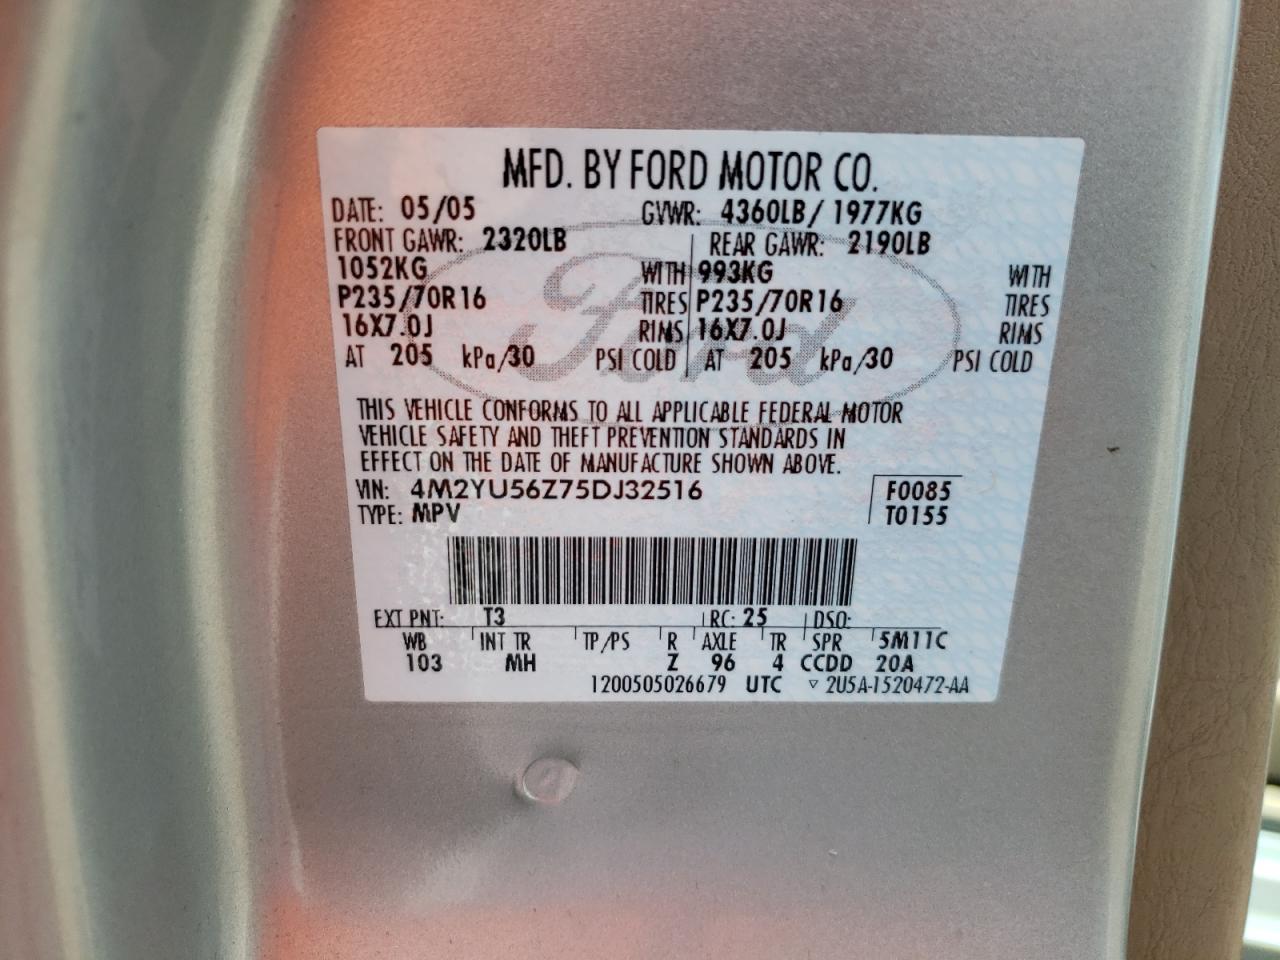 MFD. BY FORD MOTOR CO.
DATE: 05/05 GVWR: 4360LB/ 1977KG
FRONT GAWR: 2320LB REAR GAWR: 2190LB
1052KG WITH 993KG WITH
P235/70R16 TIRES P235/70R16 TIRES
16X7.0J RIMS 16X7.0J RIMS
AT 205 kPa/30 PSI COLD AT 205 kPa/30 PSI COLD
Ford
THIS VEHICLE CONFORMS TO ALL APPLICABLE FEDERAL MOTOR
VEHICLE SAFETY AND THEFT PREVENTION STANDARDS IN
EFFECT ON THE DATE OF MANUFACTURE SHOWN ABOVE.
VIN: 4M2YU56Z75DJ32516 F0085
TYPE: MPV T0155
EXT PNT: T3 RC: 25 DSO:
WB INT TR TP/PS R AXLE TR SPR 5M11C
103 MH Z 96 4 CCDD 20A
1200505026679 UTC ▽ 2U5A-1520472-AA